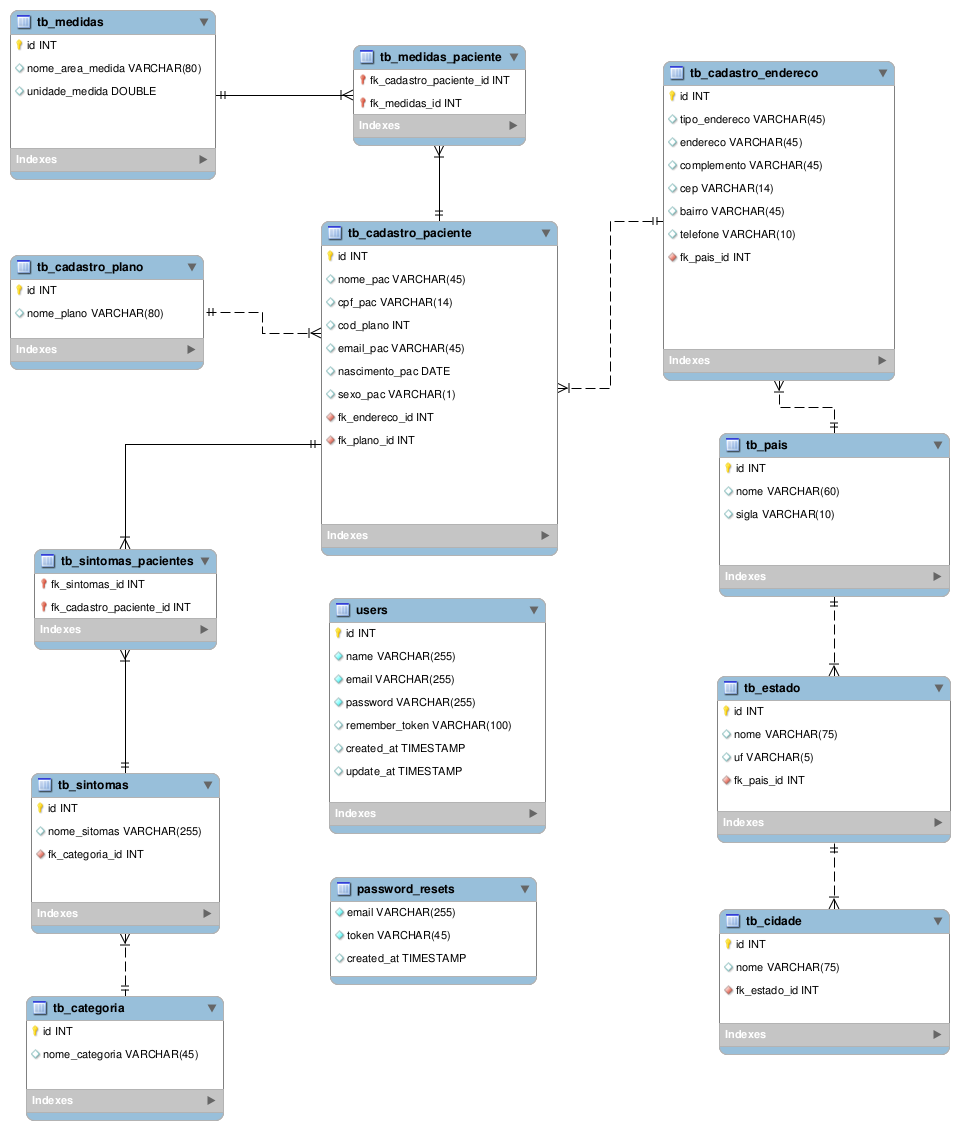 tb_medidas
id INT
nome_area_medida VARCHAR(80)
unidade_medida DOUBLE
Indexes
tb_medidas_paciente
fk_cadastro_paciente_id INT
fk_medidas_id INT
Indexes
tb_cadastro_endereco
id INT
tipo_endereco VARCHAR(45)
endereco VARCHAR(45)
complemento VARCHAR(45)
cep VARCHAR(14)
bairro VARCHAR(45)
telefone VARCHAR(10)
fk_pais_id INT
Indexes
tb_cadastro_plano
id INT
nome_plano VARCHAR(80)
Indexes
tb_cadastro_paciente
id INT
nome_pac VARCHAR(45)
cpf_pac VARCHAR(14)
cod_plano INT
email_pac VARCHAR(45)
nascimento_pac DATE
sexo_pac VARCHAR(1)
fk_endereco_id INT
fk_plano_id INT
Indexes
tb_pais
id INT
nome VARCHAR(60)
sigla VARCHAR(10)
Indexes
tb_sintomas_pacientes
fk_sintomas_id INT
fk_cadastro_paciente_id INT
Indexes
users
id INT
name VARCHAR(255)
email VARCHAR(255)
password VARCHAR(255)
remember_token VARCHAR(100)
created_at TIMESTAMP
update_at TIMESTAMP
Indexes
tb_estado
id INT
nome VARCHAR(75)
uf VARCHAR(5)
fk_pais_id INT
Indexes
tb_sintomas
id INT
nome_sitomas VARCHAR(255)
fk_categoria_id INT
Indexes
password_resets
email VARCHAR(255)
token VARCHAR(45)
created_at TIMESTAMP
tb_cidade
id INT
nome VARCHAR(75)
fk_estado_id INT
Indexes
tb_categoria
id INT
nome_categoria VARCHAR(45)
Indexes